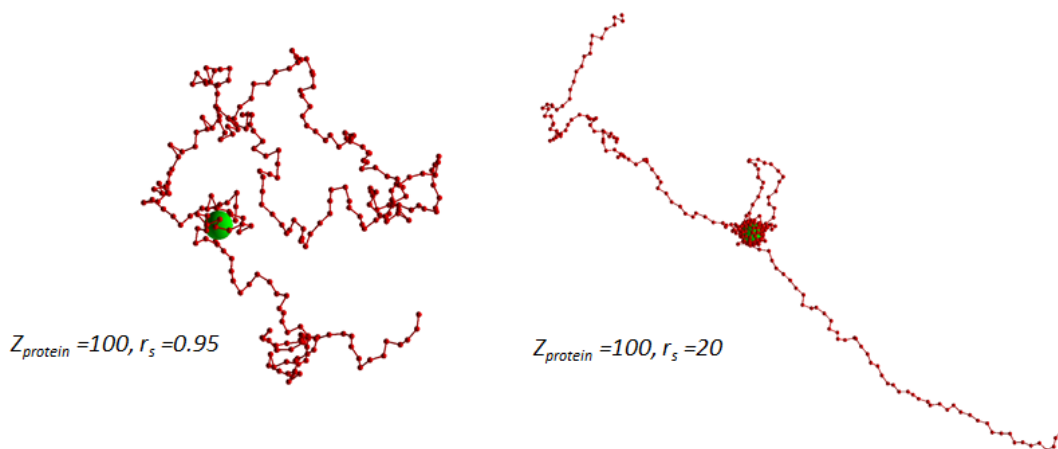 Z_protein =100, r_s =0.95
Z_protein =100, r_s =20